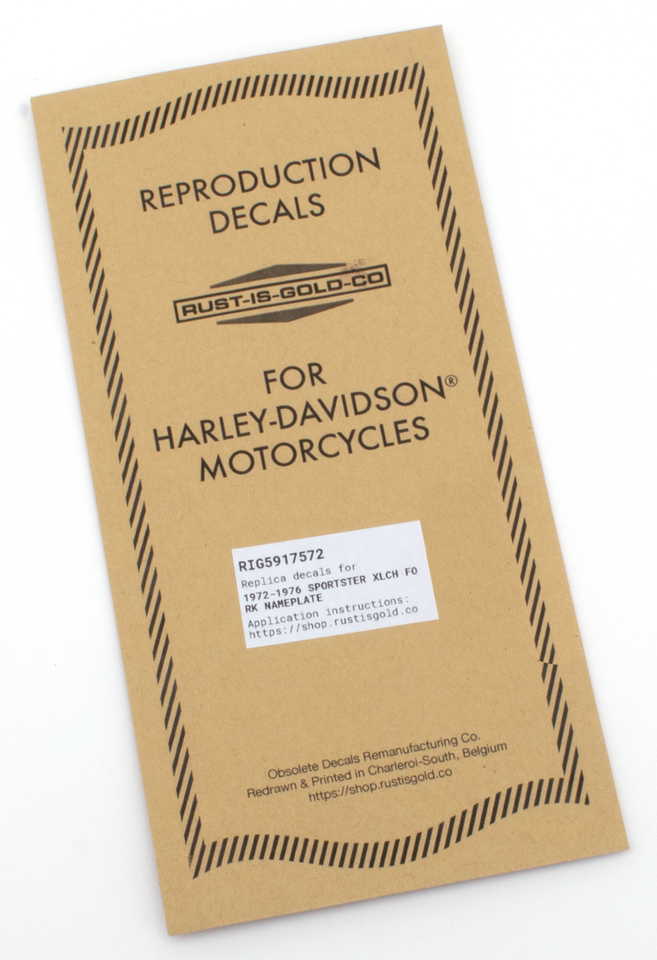 REPRODUCTION
DECALS
RUST-IS-GOLD-CO
FOR
HARLEY-DAVIDSON®
MOTORCYCLES
RIG5917572
Replica decals for
1972-1976 SPORTSTER XLCH FO
RK NAMEPLATE
Application instructions:
https://shop.rustisgold.co
Obsolete Decals Remanufacturing Co.
Redrawn & Printed in Charleroi-South, Belgium
https://shop.rustisgold.co